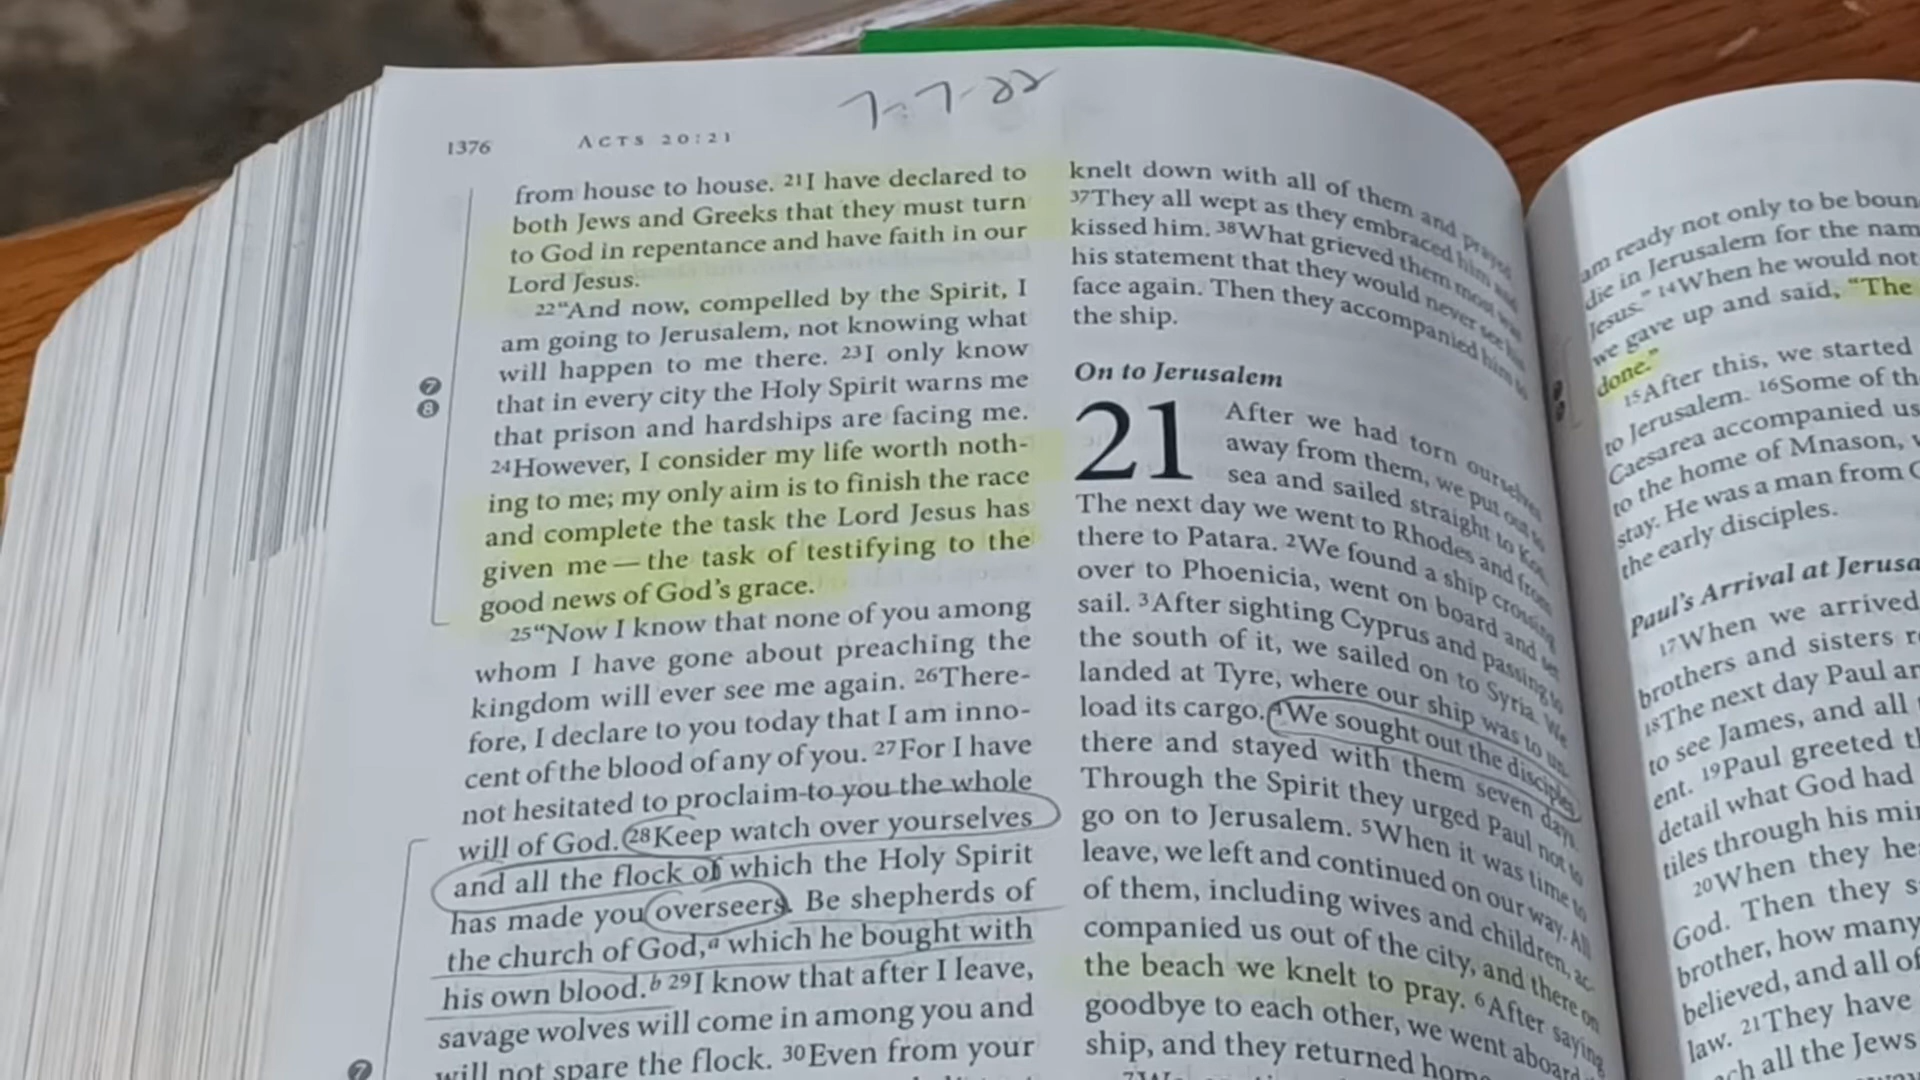 7-7-22
1376 ACTS 20:21
from house to house. 21I have declared to
both Jews and Greeks that they must turn
to God in repentance and have faith in our
Lord Jesus.
22“And now, compelled by the Spirit, I
am going to Jerusalem, not knowing what
will happen to me there. 23I only know
that in every city the Holy Spirit warns me
that prison and hardships are facing me.
24However, I consider my life worth noth-
ing to me; my only aim is to finish the race
and complete the task the Lord Jesus has
given me — the task of testifying to the
good news of God’s grace.
25“Now I know that none of you among
whom I have gone about preaching the
kingdom will ever see me again. 26There-
fore, I declare to you today that I am inno-
cent of the blood of any of you. 27For I have
not hesitated to proclaim to you the whole
will of God. 28Keep watch over yourselves
and all the flock of which the Holy Spirit
has made you overseers. Be shepherds of
the church of God,a which he bought with
his own blood.b 29I know that after I leave,
savage wolves will come in among you and
will not spare the flock. 30Even from your
7
8
7
knelt down with all of them and prayed.
37They all wept as they embraced him and
kissed him. 38What grieved them most was
his statement that they would never see his
face again. Then they accompanied him to
the ship.
On to Jerusalem
21 After we had torn ourselves
away from them, we put out to
sea and sailed straight to Kos.
The next day we went to Rhodes and from
there to Patara. 2We found a ship crossing
over to Phoenicia, went on board and set
sail. 3After sighting Cyprus and passing to
the south of it, we sailed on to Syria. We
landed at Tyre, where our ship was to un-
load its cargo. 4We sought out the disciples
there and stayed with them seven days.
Through the Spirit they urged Paul not to
go on to Jerusalem. 5When it was time to
leave, we left and continued on our way. All
of them, including wives and children, ac-
companied us out of the city, and there on
the beach we knelt to pray. 6After saying
goodbye to each other, we went aboard
ship, and they returned home.
am ready not only to be boun
die in Jerusalem for the nam
Jesus.” 14When he would not
we gave up and said, “The
done.”
15After this, we started
to Jerusalem. 16Some of th
Caesarea accompanied us
to the home of Mnason,
stay. He was a man from C
the early disciples.
Paul’s Arrival at Jerusa
17When we arrived
brothers and sisters r
18The next day Paul an
to see James, and all
ent. 19Paul greeted t
detail what God had
tiles through his min
20When they hea
God. Then they s
brother, how many
believed, and all of
law. 21They have
all the Jews